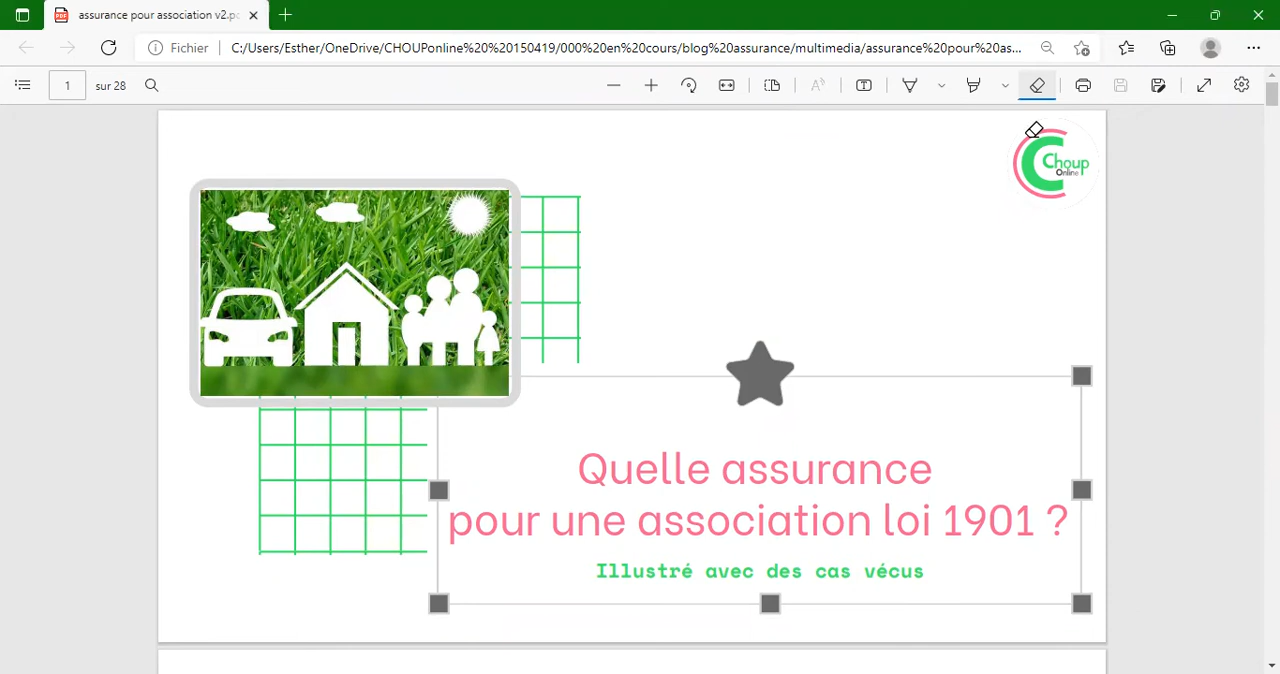 assurance pour association v2.pd
Fichier
C:/Users/Esther/OneDrive/CHOUPonline%20%20150419/000%20en%20cours/blog%20assurance/multimedia/assurance%20pour%20as...
1
sur 28
Choup
Online
Quelle assurance
pour une association loi 1901 ?
Illustré avec des cas vécus